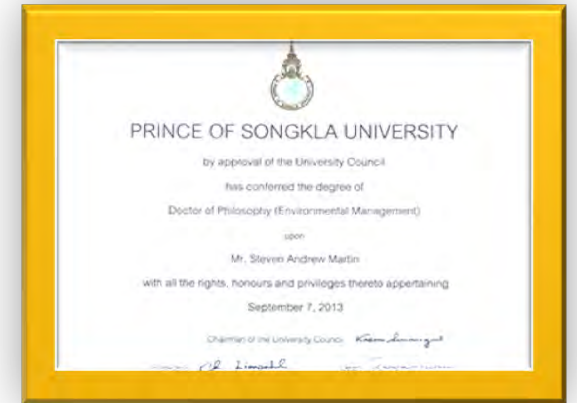 PRINCE OF SONGKLA UNIVERSITY
by approval of the University Council
has conferred the degree of
Doctor of Philosophy (Environmental Management)
upon
Mr. Steven Andrew Martin
with all the rights, honours and privileges thereto appertaining
September 7, 2013
Chairman of the University Council